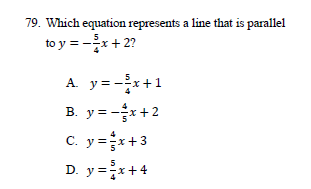 79. Which equation represents a line that is parallel
to y = −5/4x + 2?
A. y = −5/4x + 1
B. y = −4/5x + 2
C. y = 4/5x + 3
D. y = 5/4x + 4